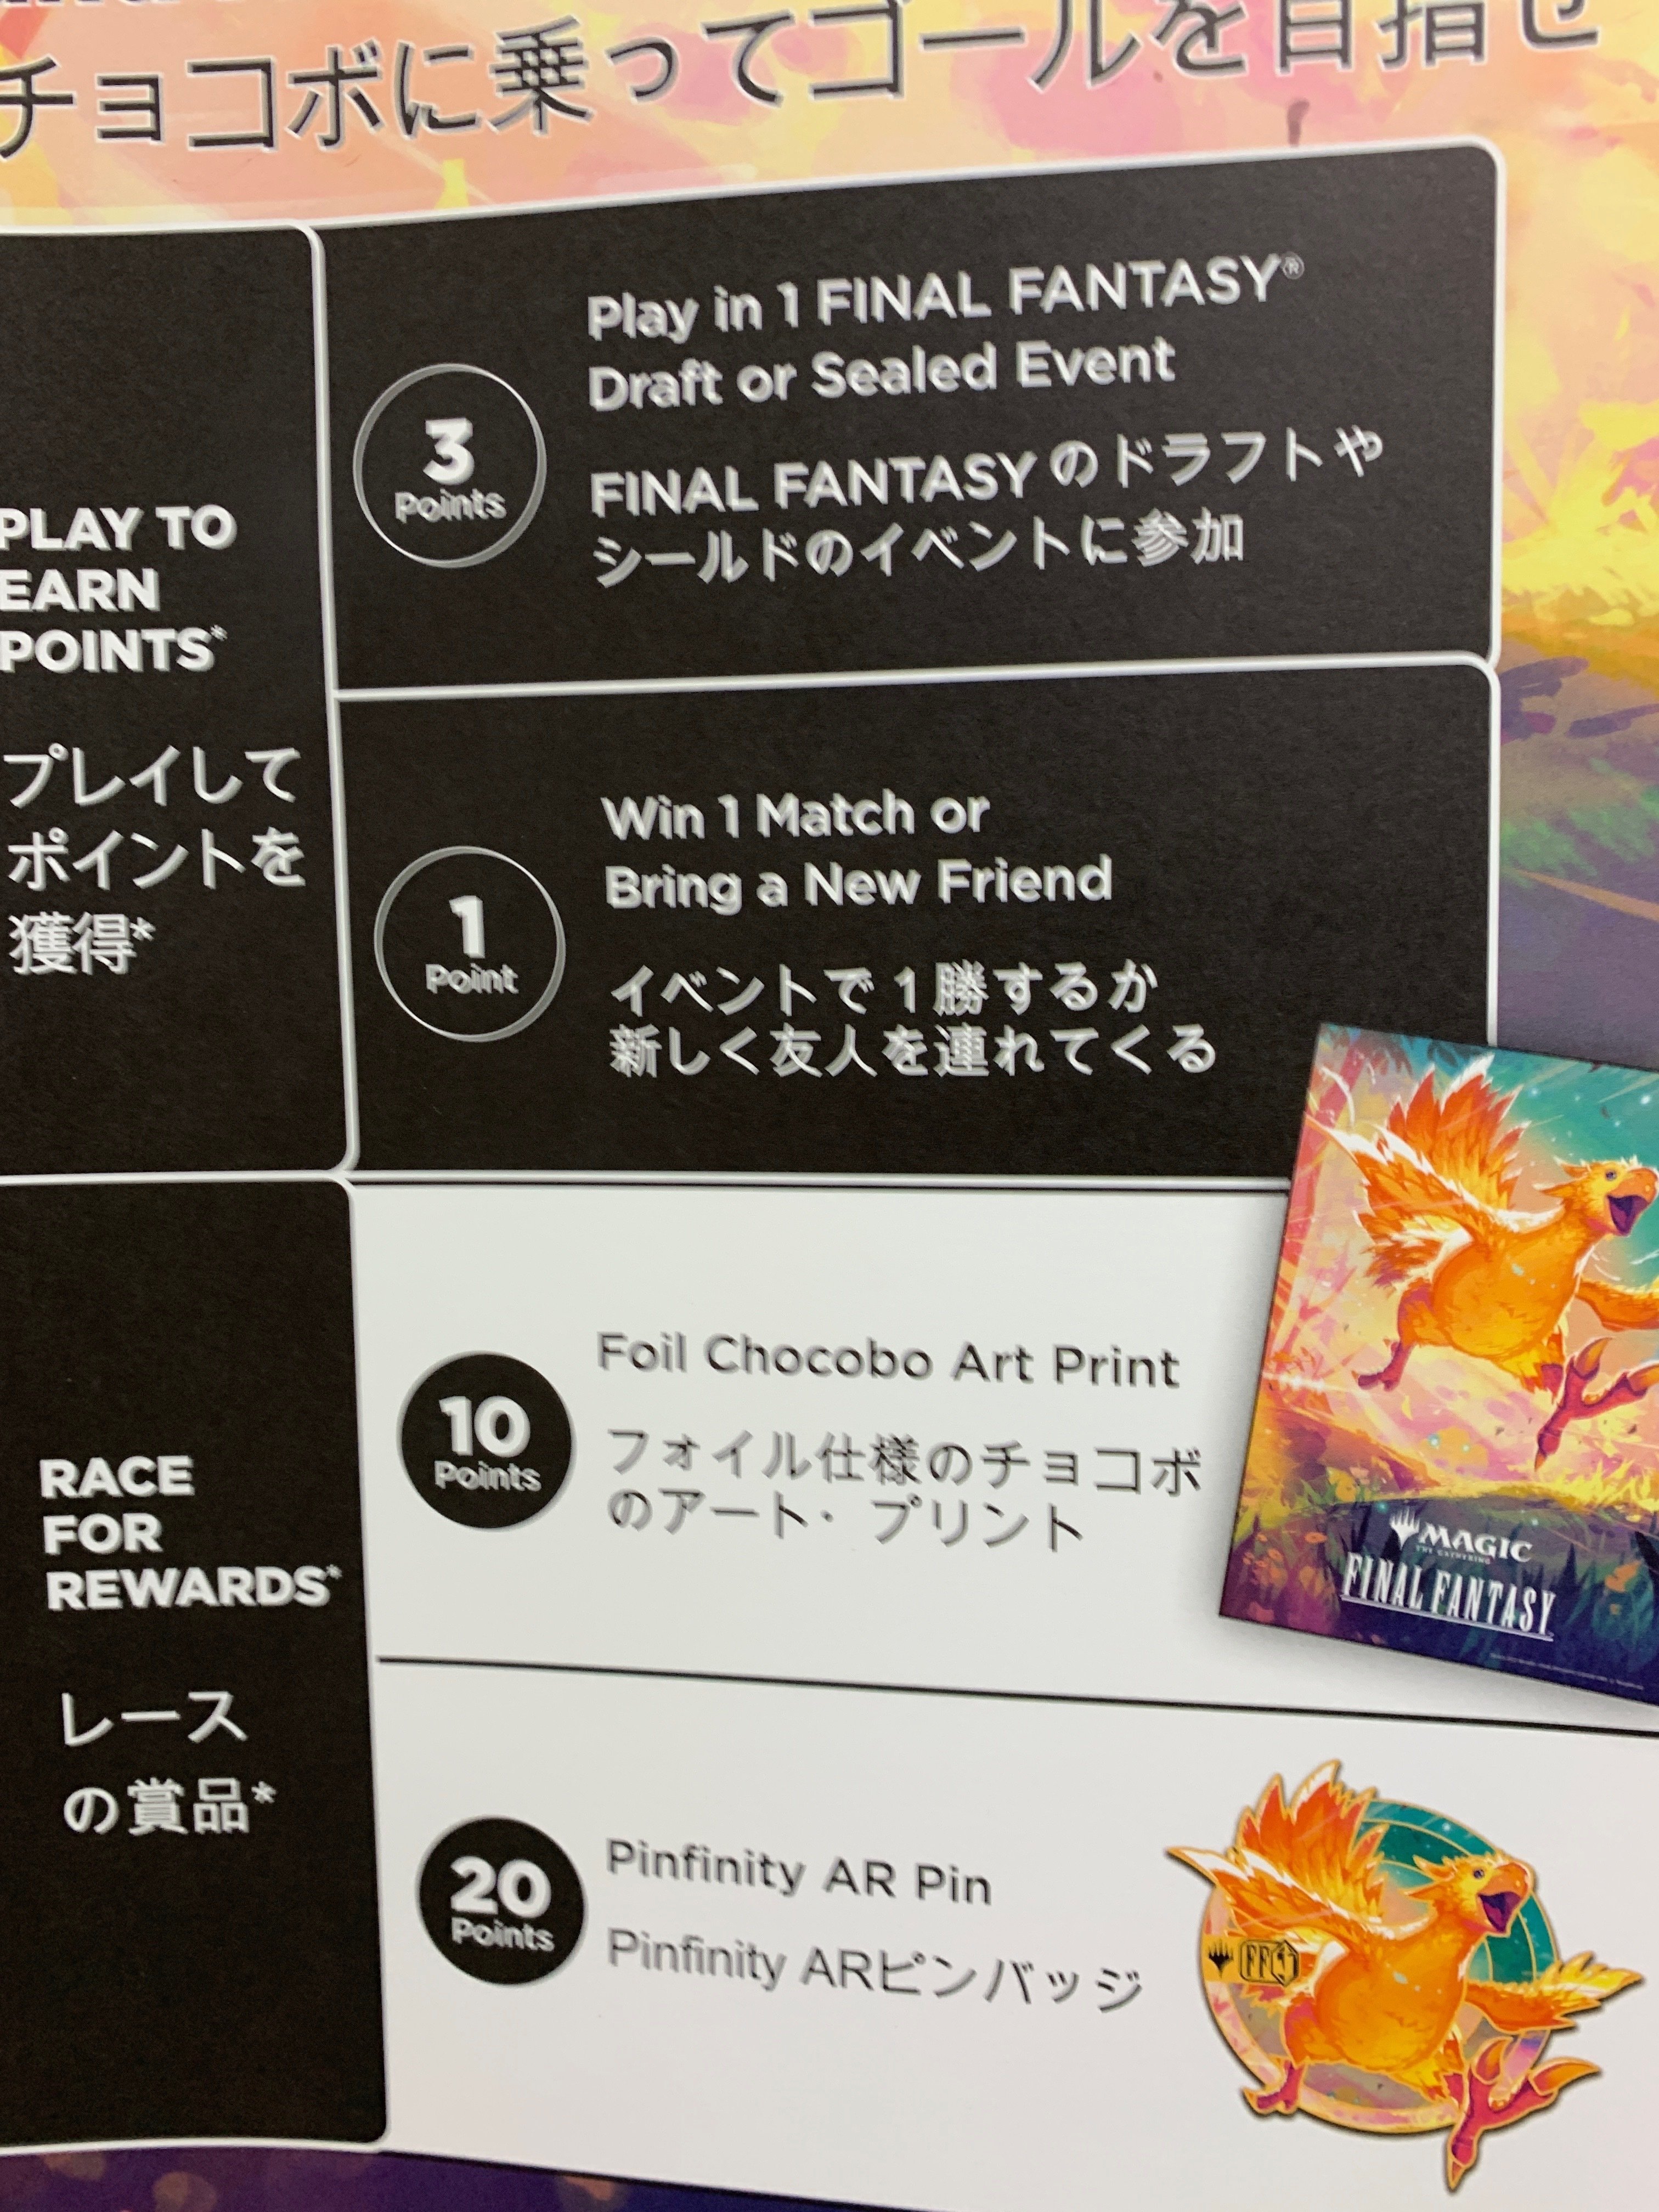 チョコボに乗ってゴールを目指せ
PLAY TO
EARN
POINTS*
プレイして
ポイントを
獲得*
3
Points
Play in 1 FINAL FANTASY®
Draft or Sealed Event
FINAL FANTASY のドラフトや
シールドのイベントに参加
1
Point
Win 1 Match or
Bring a New Friend
イベントで 1 勝するか
新しく友人を連れてくる
RACE
FOR
REWARDS*
レース
の賞品*
10
Points
Foil Chocobo Art Print
フォイル仕様のチョコボ
のアート・プリント
MAGIC
THE GATHERING
FINAL FANTASY
20
Points
Pinfinity AR Pin
Pinfinity ARピンバッジ
FF